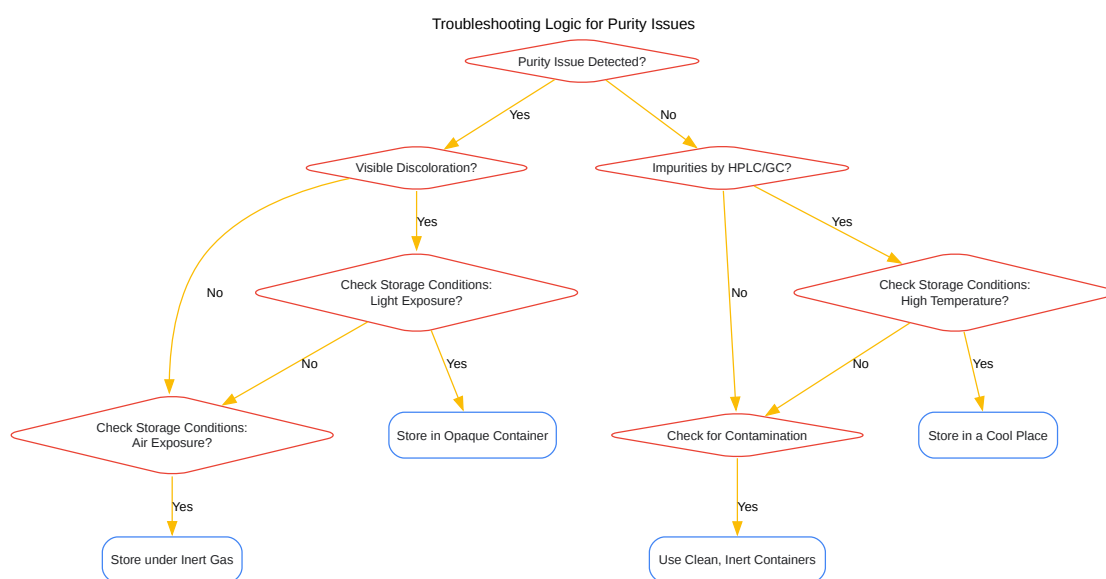 Troubleshooting Logic for Purity Issues
Purity Issue Detected?
Yes
No
Visible Discoloration?
Impurities by HPLC/GC?
Yes
Yes
No
Check Storage Conditions:
Light Exposure?
No
Check Storage Conditions:
High Temperature?
No
Yes
No
Yes
Check Storage Conditions:
Air Exposure?
Store in Opaque Container
Check for Contamination
Store in a Cool Place
Yes
Yes
Store under Inert Gas
Use Clean, Inert Containers